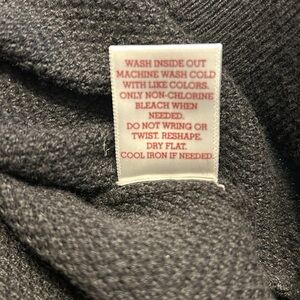 WASH INSIDE OUT
MACHINE WASH COLD
WITH LIKE COLORS.
ONLY NON-CHLORINE
BLEACH WHEN
NEEDED.
DO NOT WRING OR
TWIST. RESHAPE.
DRY FLAT.
COOL IRON IF NEEDED.